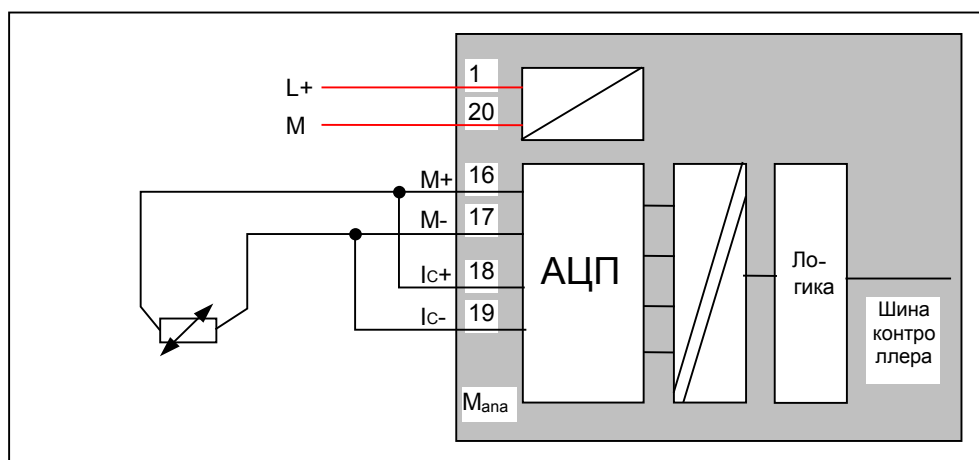 L+
1
M
20
M+
16
M-
17
IC+
18
IC-
19
Mana
АЦП
Ло-
гика
Шина
контро
ллера